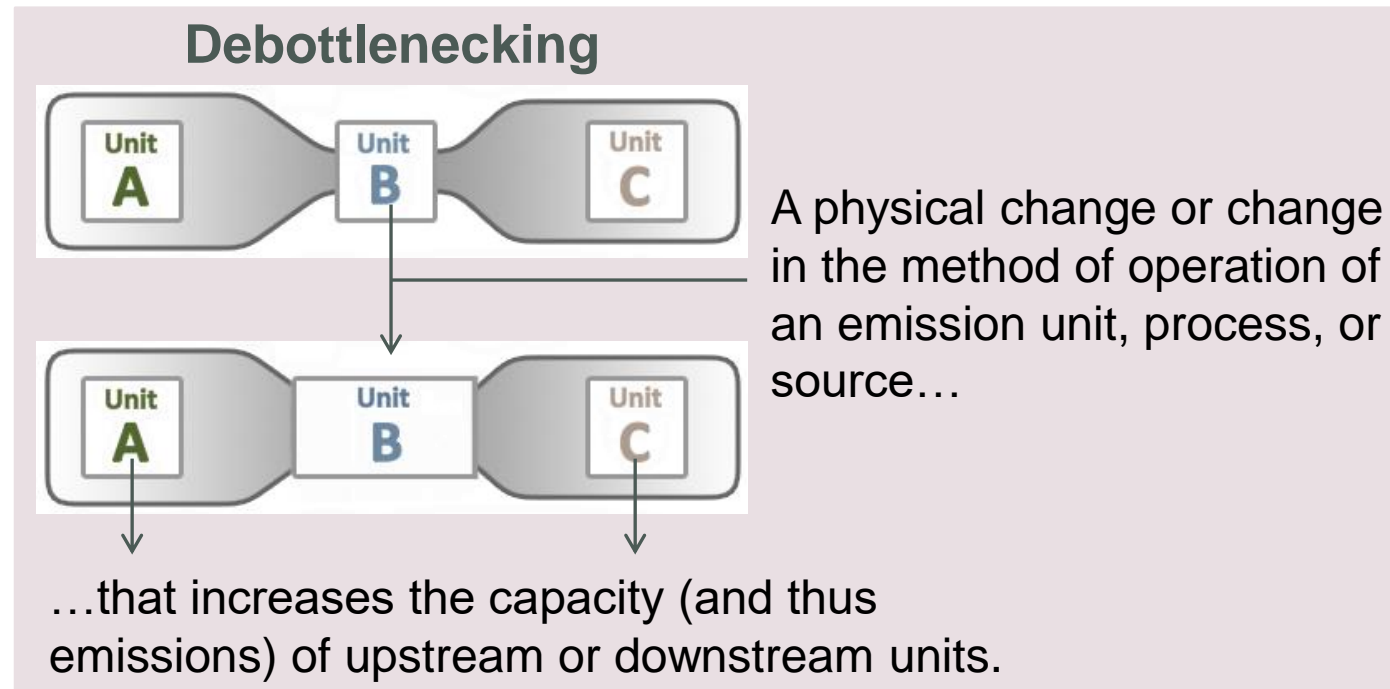 Debottlenecking
Unit
A
Unit
B
Unit
C
A physical change or change
in the method of operation of
an emission unit, process, or
source…
Unit
A
Unit
B
Unit
C
…that increases the capacity (and thus
emissions) of upstream or downstream units.